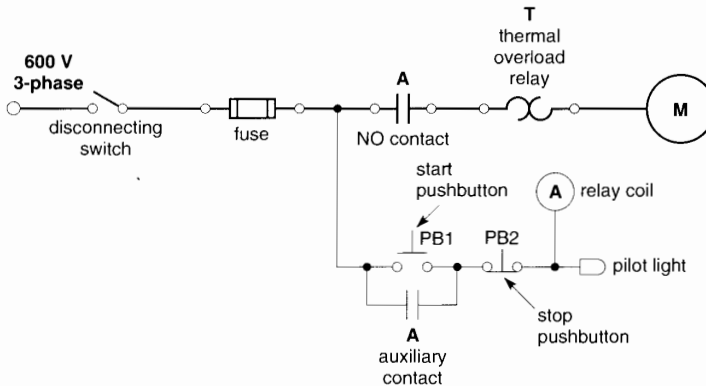 T
thermal
overload
relay
600 V
3-phase
A
M
disconnecting
switch
fuse
NO contact
start
pushbutton
A
relay coil
PB1
PB2
pilot light
stop
pushbutton
A
auxiliary
contact